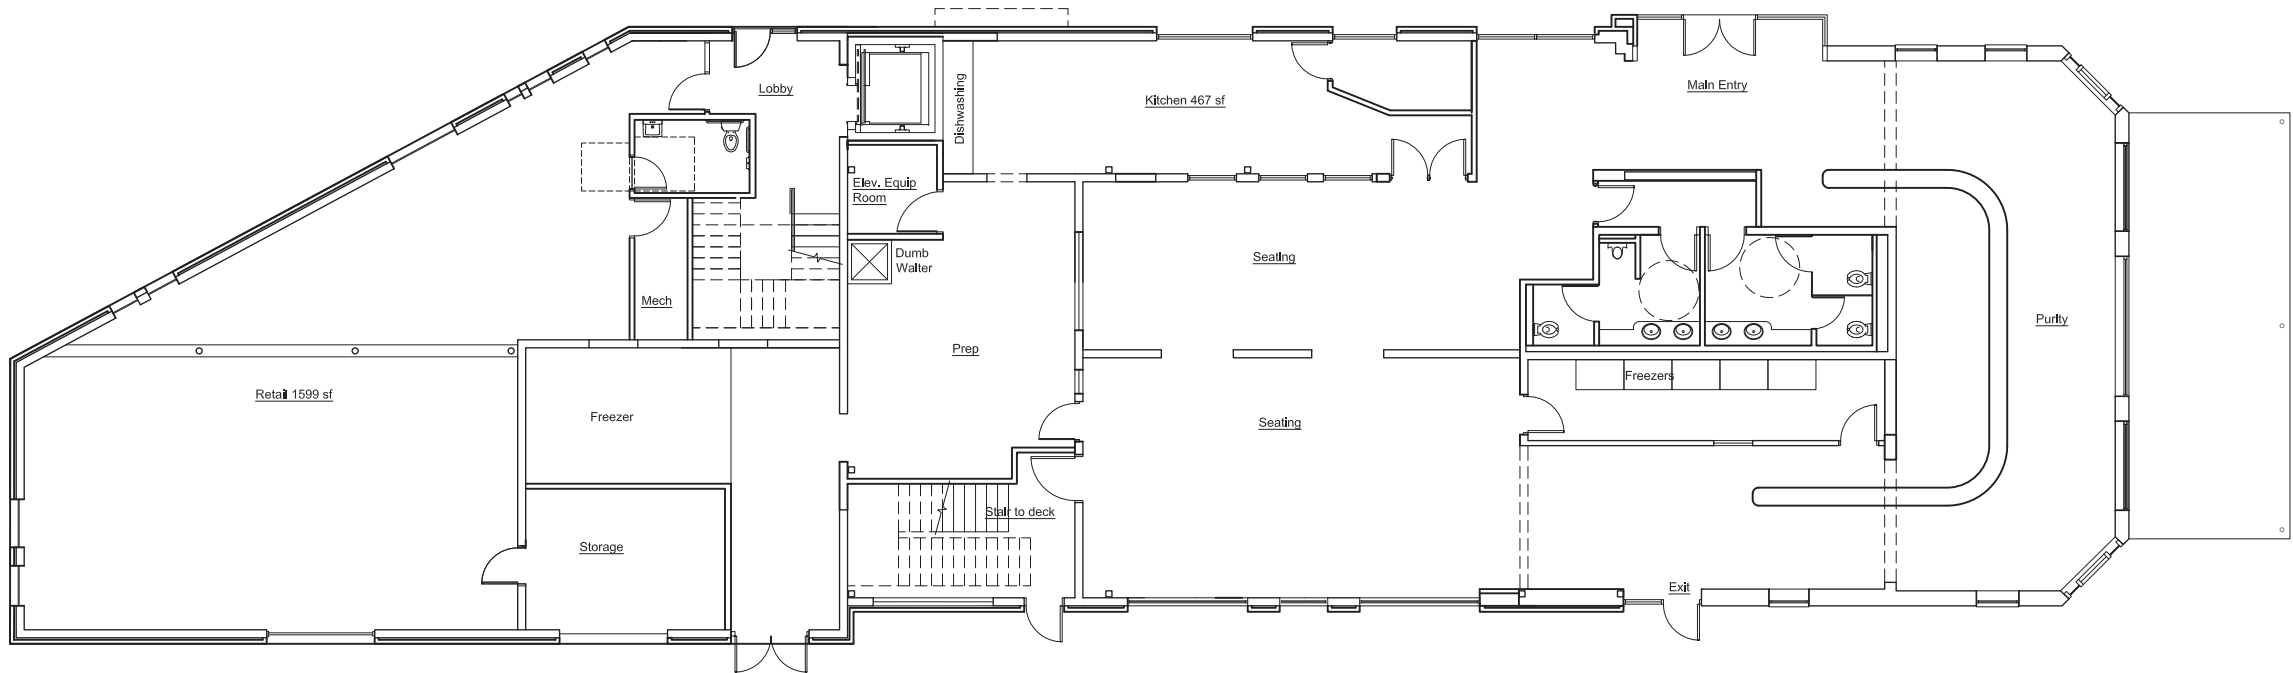 Main Entry
Lobby
Kitchen 467 sf
Dishwashing
Elev. Equip
Room
Dumb
Waiter
Seating
Mech
Purity
Prep
Freezers
Retail 1599 sf
Freezer
Seating
Stair to deck
Storage
Exit